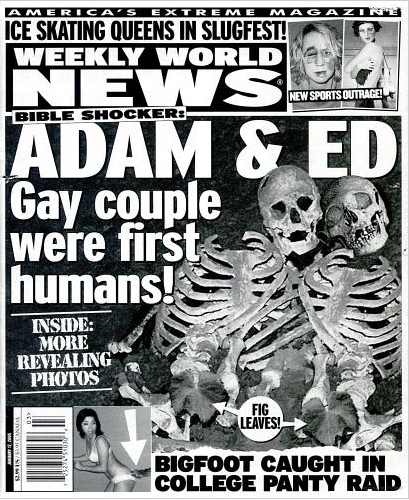 AMERICA'S EXTREME MAGAZINE
ICE SKATING QUEENS IN SLUGFEST!
WEEKLY WORLD
NEWS®
NEW SPORTS OUTRAGE!
BIBLE SHOCKER:
ADAM & ED
Gay couple
were first
humans!
INSIDE:
MORE
REVEALING
PHOTOS
FIG
LEAVES!
BIGFOOT CAUGHT IN
COLLEGE PANTY RAID